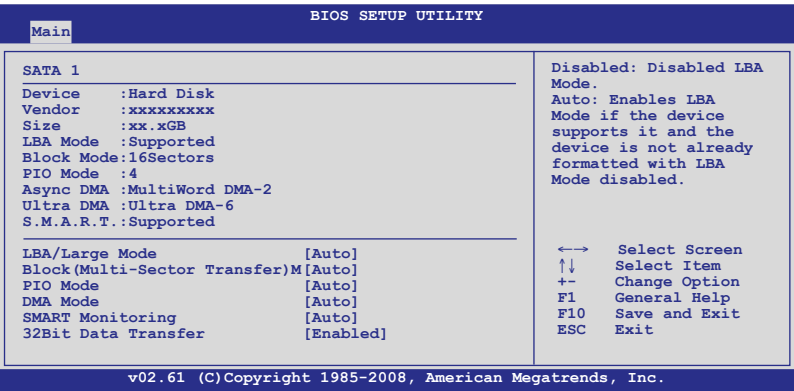 BIOS SETUP UTILITY
Main
SATA 1
Device :Hard Disk
Vendor :xxxxxxxxx
Size :xx.xGB
LBA Mode :Supported
Block Mode:16Sectors
PIO Mode :4
Async DMA :MultiWord DMA-2
Ultra DMA :Ultra DMA-6
S.M.A.R.T.:Supported
LBA/Large Mode [Auto]
Block(Multi-Sector Transfer)M[Auto]
PIO Mode [Auto]
DMA Mode [Auto]
SMART Monitoring [Auto]
32Bit Data Transfer [Enabled]
Disabled: Disabled LBA
Mode.
Auto: Enables LBA
Mode if the device
supports it and the
device is not already
formatted with LBA
Mode disabled.
←→ Select Screen
↑↓ Select Item
+- Change Option
F1 General Help
F10 Save and Exit
ESC Exit
v02.61 (C)Copyright 1985-2008, American Megatrends, Inc.